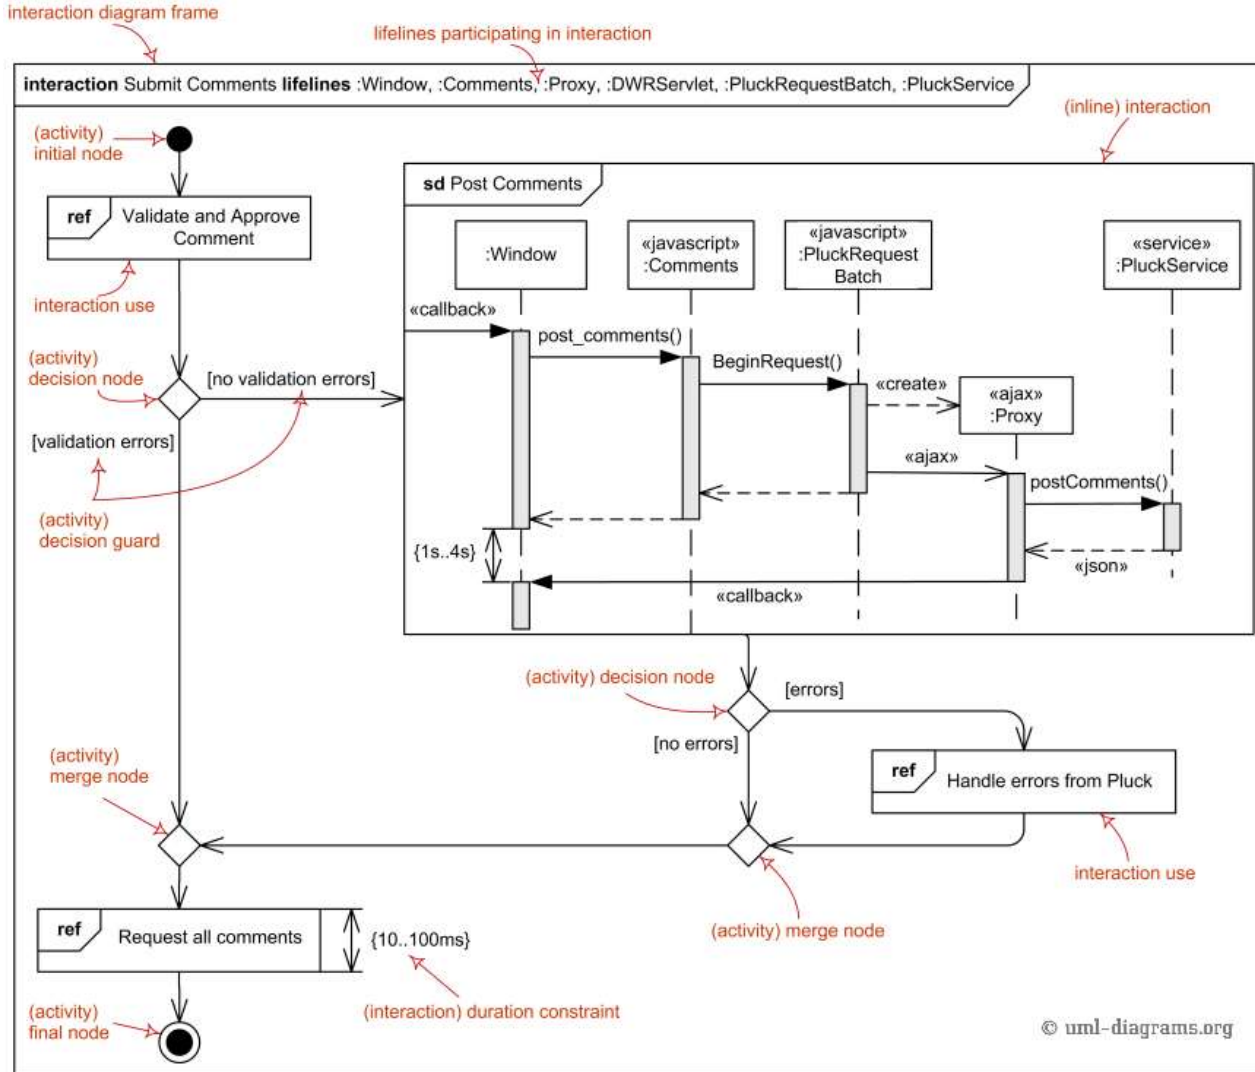 interaction diagram frame
lifelines participating in interaction
interaction Submit Comments lifelines :Window, :Comments, :Proxy, :DWRServlet, :PluckRequestBatch, :PluckService
(inline) interaction
(activity)
initial node
sd Post Comments
ref Validate and Approve
Comment
:Window
«javascript»
:Comments
«javascript»
:PluckRequest
Batch
«service»
:PluckService
interaction use
«callback»
post_comments()
BeginRequest()
(activity)
decision node
[no validation errors]
«create»
«ajax»
:Proxy
[validation errors]
«ajax»
postComments()
(activity)
decision guard
{1s..4s}
«json»
«callback»
(activity) decision node
[errors]
[no errors]
(activity)
merge node
ref Handle errors from Pluck
interaction use
ref Request all comments
{10..100ms}
(activity) merge node
(activity)
final node
(interaction) duration constraint
© uml-diagrams.org